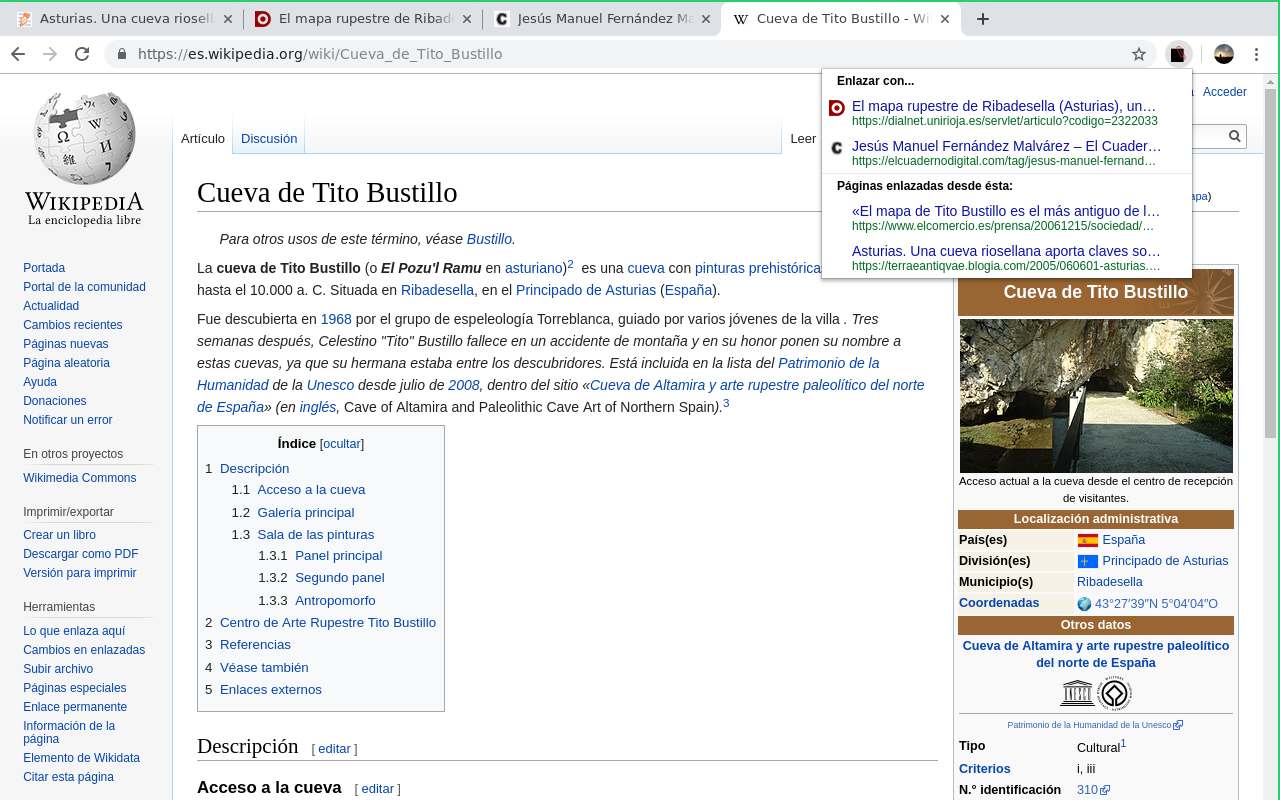 Asturias. Una cueva riosell
El mapa rupestre de Ribade
Jesús Manuel Fernández Ma
Cueva de Tito Bustillo - Wi
https://es.wikipedia.org/wiki/Cueva_de_Tito_Bustillo
Enlazar con...
El mapa rupestre de Ribadesella (Asturias), un…
https://dialnet.unirioja.es/servlet/articulo?codigo=2322033
Jesús Manuel Fernández Malvárez – El Cuader…
https://elcuadernodigital.com/tag/jesus-manuel-fernand…
Páginas enlazadas desde ésta:
«El mapa de Tito Bustillo es el más antiguo de l…
https://www.elcomercio.es/prensa/20061215/sociedad/…
Asturias. Una cueva riosellana aporta claves so…
https://terraeantiqvae.blogia.com/2005/060601-asturias.…
Acceder
WIKIPEDIA
La enciclopedia libre
Portada
Portal de la comunidad
Actualidad
Cambios recientes
Páginas nuevas
Página aleatoria
Ayuda
Donaciones
Notificar un error
En otros proyectos
Wikimedia Commons
Imprimir/exportar
Crear un libro
Descargar como PDF
Versión para imprimir
Herramientas
Lo que enlaza aquí
Cambios en enlazadas
Subir archivo
Páginas especiales
Enlace permanente
Información de la
página
Elemento de Wikidata
Citar esta página
Artículo Discusión Leer
Cueva de Tito Bustillo
apa)
Para otros usos de este término, véase Bustillo.
La cueva de Tito Bustillo (o El Pozu'l Ramu en asturiano)2 es una cueva con pinturas prehistórica
hasta el 10.000 a. C. Situada en Ribadesella, en el Principado de Asturias (España).
Fue descubierta en 1968 por el grupo de espeleología Torreblanca, guiado por varios jóvenes de la villa . Tres
semanas después, Celestino "Tito" Bustillo fallece en un accidente de montaña y en su honor ponen su nombre a
estas cuevas, ya que su hermana estaba entre los descubridores. Está incluida en la lista del Patrimonio de la
Humanidad de la Unesco desde julio de 2008, dentro del sitio «Cueva de Altamira y arte rupestre paleolítico del norte
de España» (en inglés, Cave of Altamira and Paleolithic Cave Art of Northern Spain).3
Índice [ocultar]
1 Descripción
1.1 Acceso a la cueva
1.2 Galería principal
1.3 Sala de las pinturas
1.3.1 Panel principal
1.3.2 Segundo panel
1.3.3 Antropomorfo
2 Centro de Arte Rupestre Tito Bustillo
3 Referencias
4 Véase también
5 Enlaces externos
Descripción [ editar ]
Acceso a la cueva [ editar ]
Cueva de Tito Bustillo
Acceso actual a la cueva desde el centro de recepción
de visitantes.
Localización administrativa
País(es) España
División(es) Principado de Asturias
Municipio(s) Ribadesella
Coordenadas 43°27′39″N 5°04′04″O
Otros datos
Cueva de Altamira y arte rupestre paleolítico
del norte de España
UNESCO
Patrimonio de la Humanidad de la Unesco
Tipo Cultural1
Criterios i, iii
N.° identificación 310